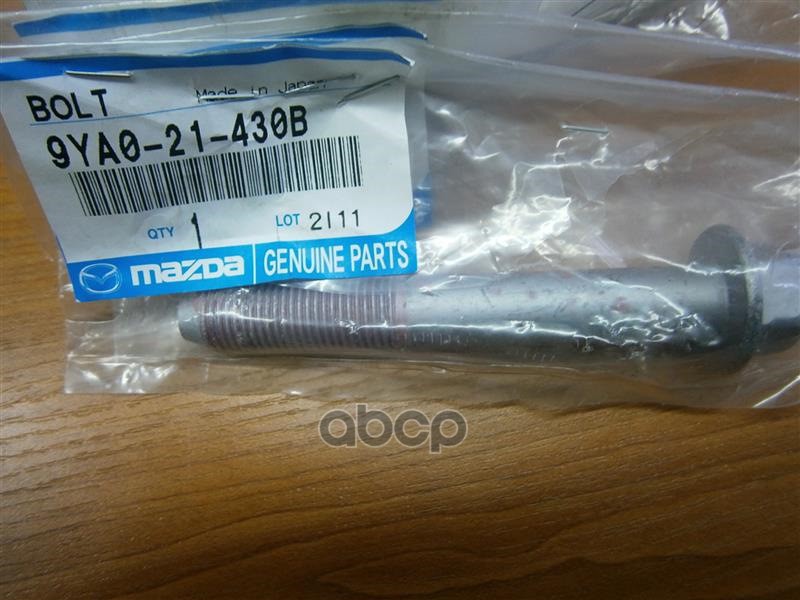 BOLT
Made in Japan
9YA0-21-430B
QTY 1 LOT 2111
mazda GENUINE PARTS
abcp